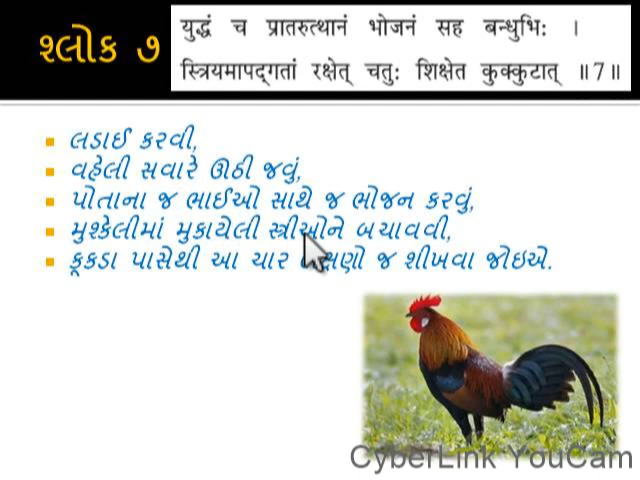 શ્લોક ૭
युद्धं च प्रातरुत्थानं भोजनं सह बन्धुभिः ।
स्त्रियमापद्गतां रक्षेत् चतुः शिक्षेत कुक्कुटात् ॥7॥
લડાઈ કરવી,
વહેલી સવારે ઊઠી જવું,
પોતાના જ ભાઈઓ સાથે જ ભોજન કરવું,
મુશ્કેલીમાં મુકાયેલી સ્ત્રીઓને બચાવવી,
કૂકડા પાસેથી આ ચાર જ શીખવા જોઇએ.
CyberLink YouCam